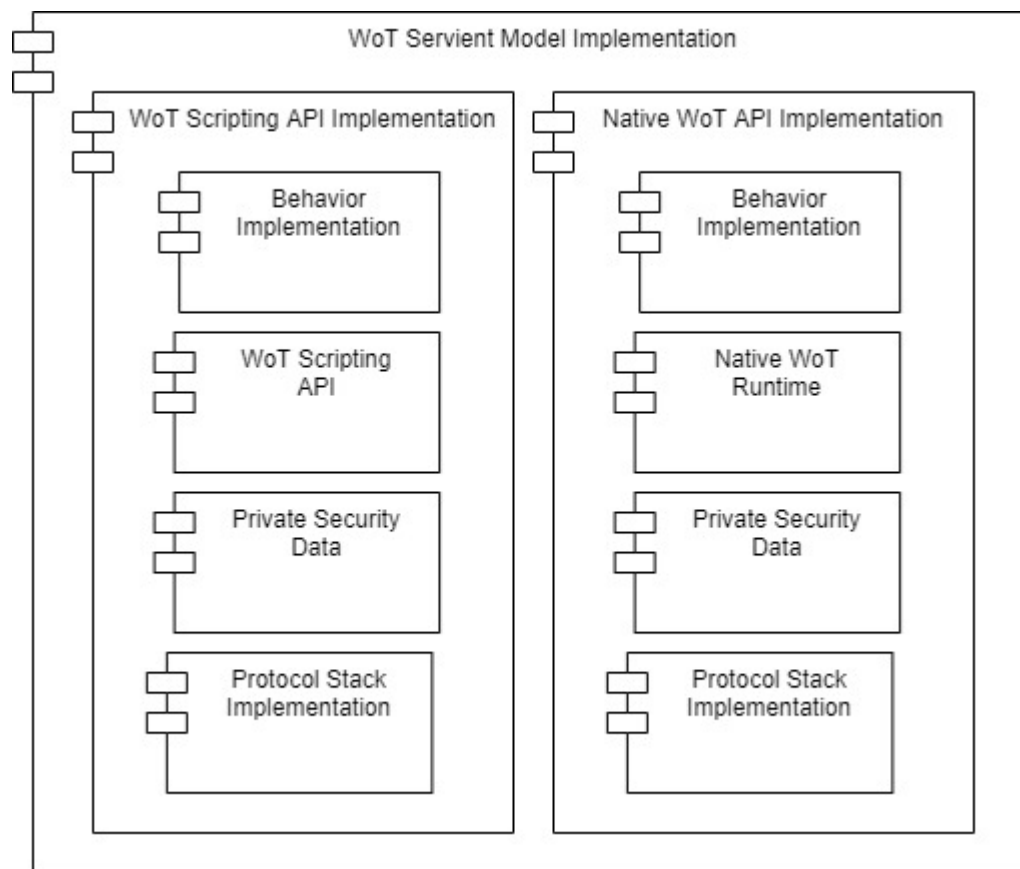 WoT Servient Model Implementation
WoT Scripting API Implementation
Behavior
Implementation
WoT Scripting
API
Private Security
Data
Protocol Stack
Implementation
Native WoT API Implementation
Behavior
Implementation
Native WoT
Runtime
Private Security
Data
Protocol Stack
Implementation